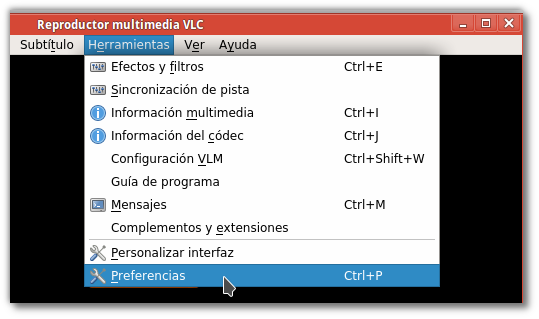 Reproductor multimedia VLC
Subtítulo Herramientas Ver Ayuda
Efectos y filtros Ctrl+E
Sincronización de pista
Información multimedia Ctrl+I
Información del códec Ctrl+J
Configuración VLM Ctrl+Shift+W
Guía de programa
Mensajes Ctrl+M
Complementos y extensiones
Personalizar interfaz
Preferencias Ctrl+P